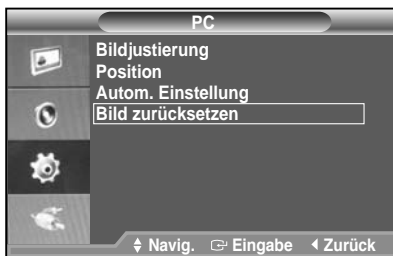 PC
Bildjustierung
Position
Autom. Einstellung
Bild zurücksetzen
Navig. Eingabe Zurück